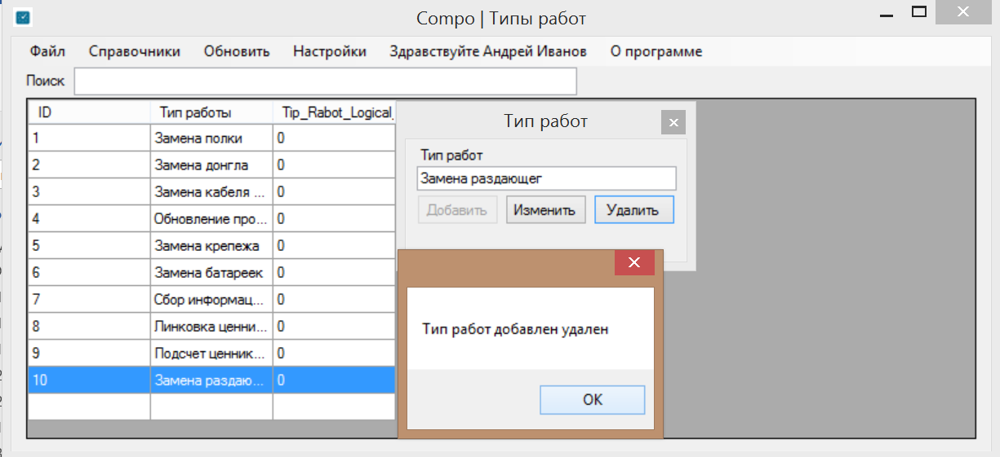 Compo | Типы работ
Файл Справочники Обновить Настройки Здравствуйте Андрей Иванов О программе
Поиск
ID Тип работы Tip_Rabot_Logical_
1 Замена полки 0
2 Замена донгла 0
3 Замена кабеля ... 0
4 Обновление про... 0
5 Замена крепежа 0
6 Замена батареек 0
7 Сбор информац... 0
8 Линковка ценни... 0
9 Подсчет ценник... 0
10 Замена раздаю... 0
Тип работ
Тип работ
Замена раздающег
Добавить Изменить Удалить
Тип работ добавлен удален
OK